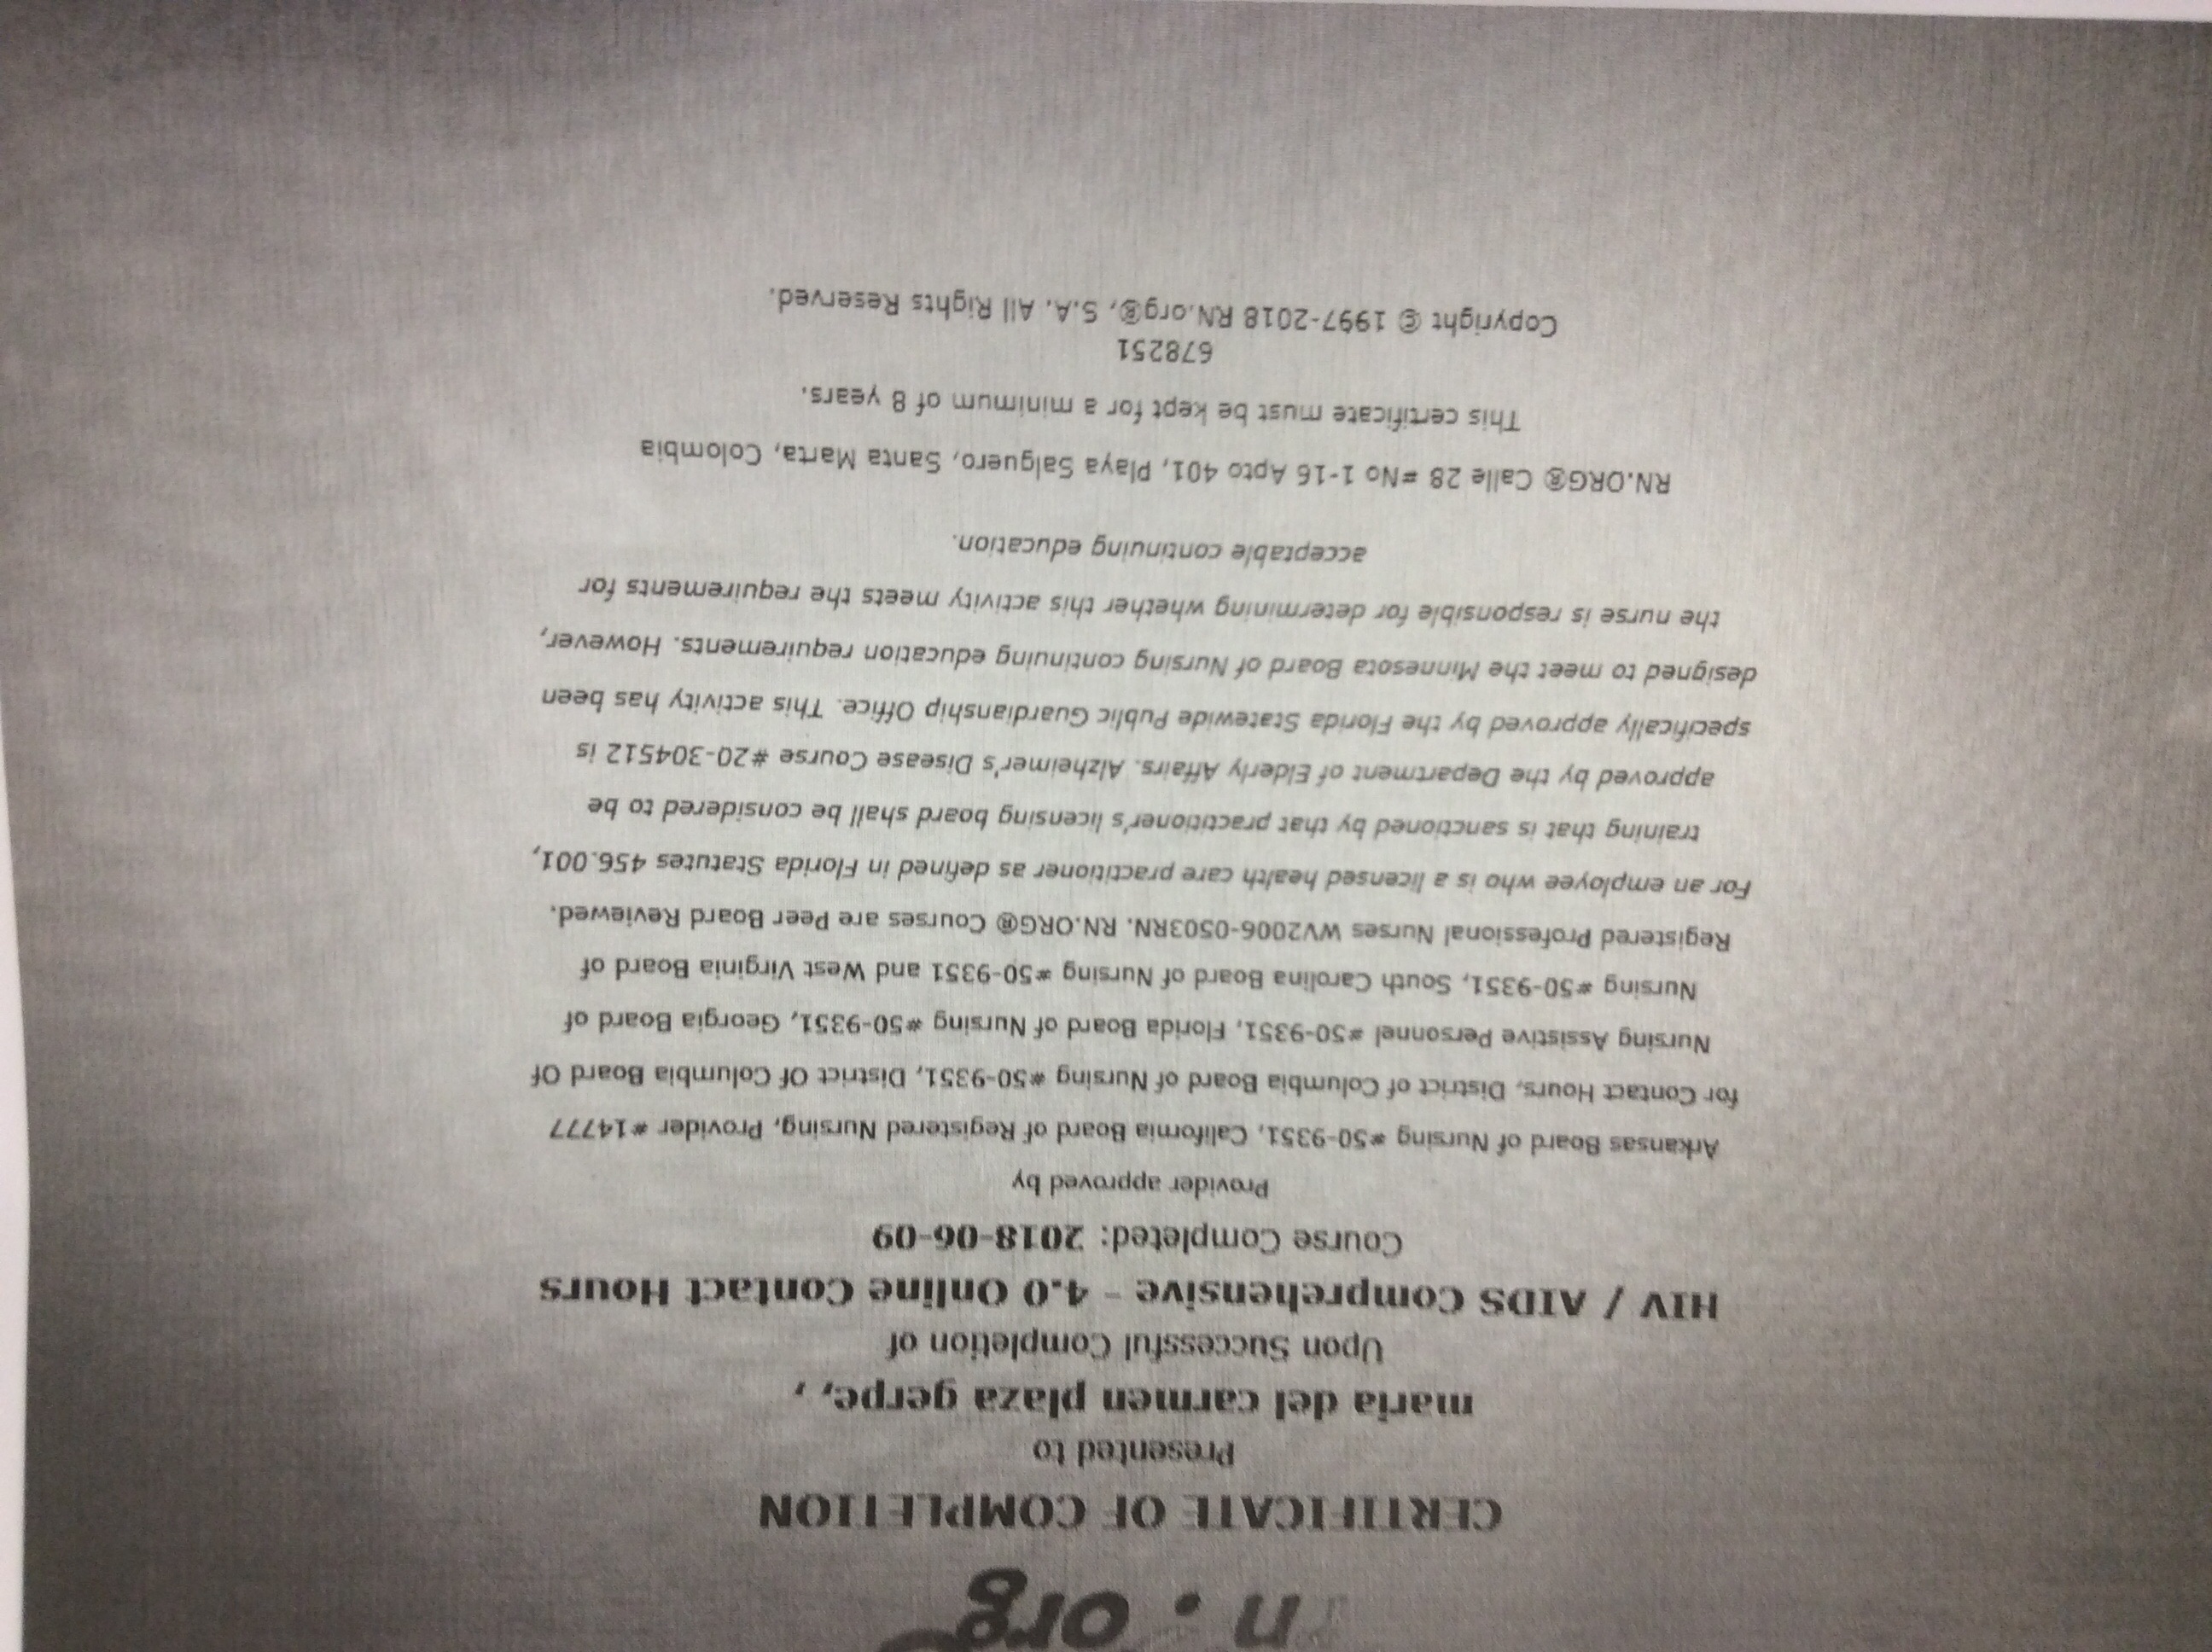 rn.org
CERTIFICATE OF COMPLETION
Presented to
maria del carmen plaza gerpe, ,
Upon Successful Completion of
HIV / AIDS Comprehensive - 4.0 Online Contact Hours
Course Completed: 2018-06-09
Provider approved by
Arkansas Board of Nursing #50-9351, California Board of Registered Nursing, Provider #14777
for Contact Hours, District of Columbia Board of Nursing #50-9351, District Of Columbia Board Of
Nursing Assistive Personnel #50-9351, Florida Board of Nursing #50-9351, Georgia Board of
Nursing #50-9351, South Carolina Board of Nursing #50-9351 and West Virginia Board of
Registered Professional Nurses WV2006-0503RN. RN.ORG® Courses are Peer Board Reviewed.
For an employee who is a licensed health care practitioner as defined in Florida Statutes 456.001,
training that is sanctioned by that practitioner's licensing board shall be considered to be
approved by the Department of Elderly Affairs. Alzheimer's Disease Course #20-304512 is
specifically approved by the Florida Statewide Public Guardianship Office. This activity has been
designed to meet the Minnesota Board of Nursing continuing education requirements. However,
the nurse is responsible for determining whether this activity meets the requirements for
acceptable continuing education.
RN.ORG® Calle 28 #No 1-16 Apto 401, Playa Salguero, Santa Marta, Colombia
This certificate must be kept for a minimum of 8 years.
678251
Copyright © 1997-2018 RN.org®, S.A. All Rights Reserved.